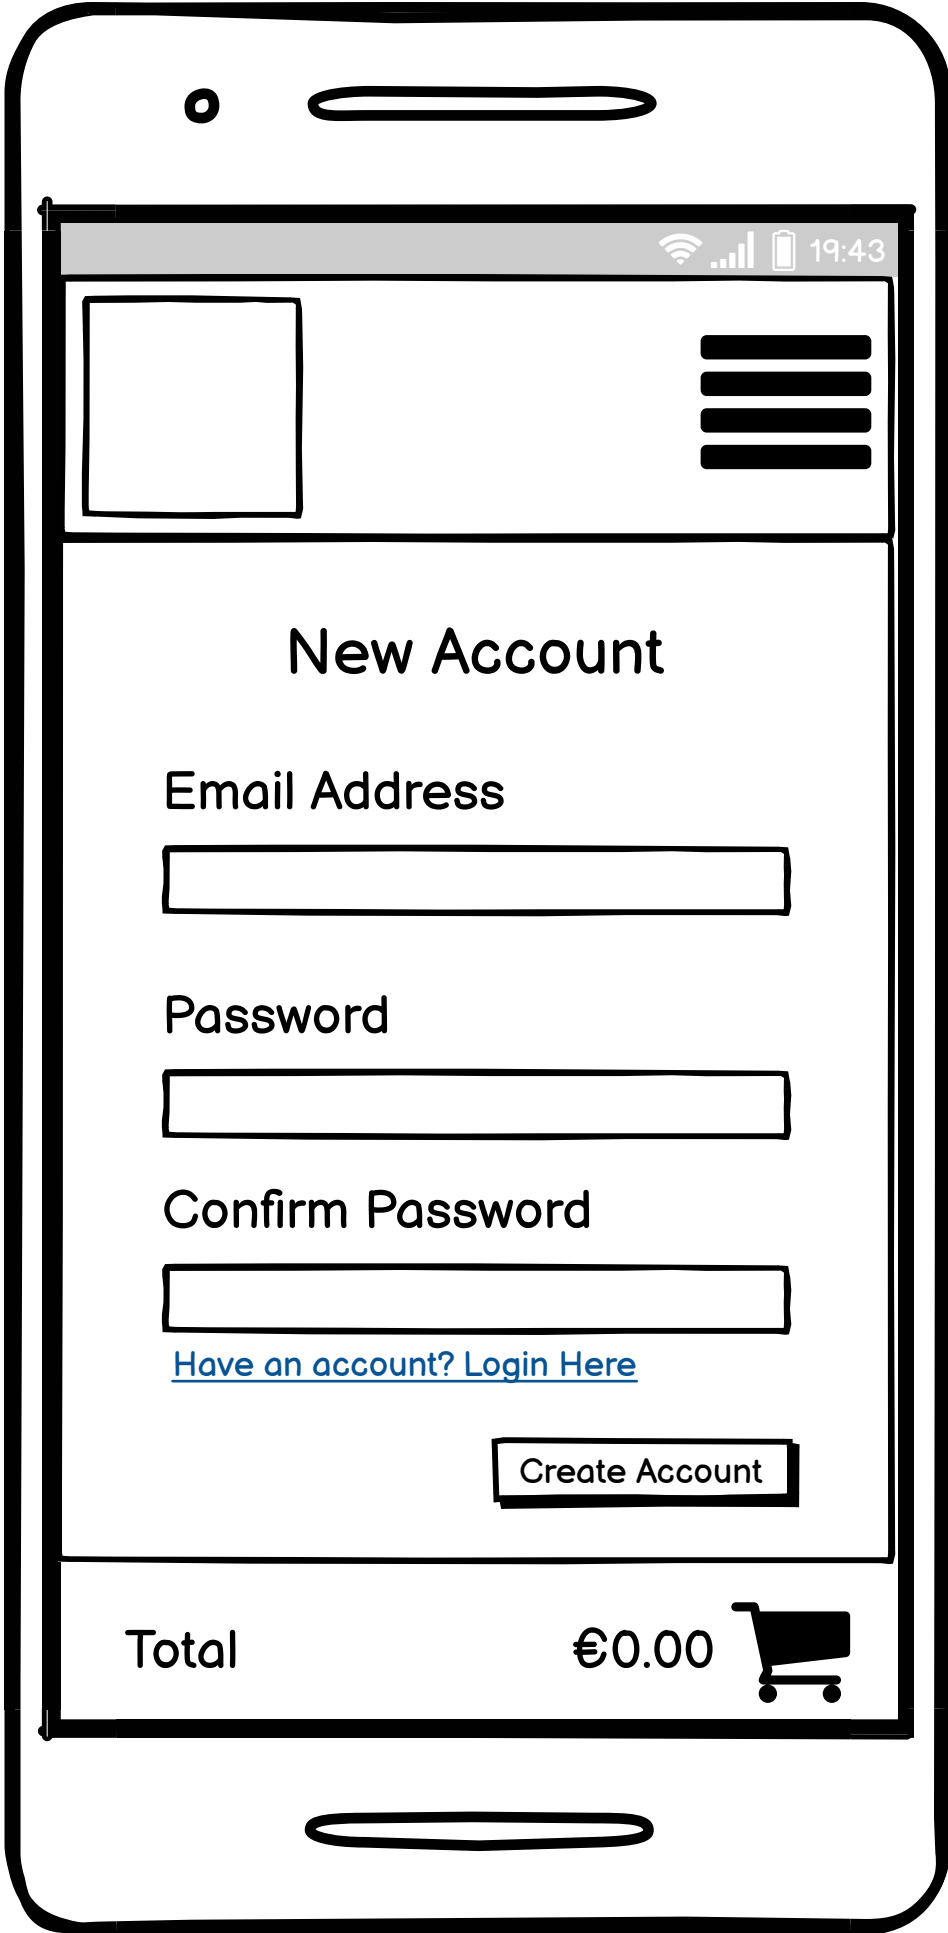 19:43
New Account
Email Address
Password
Confirm Password
Have an account? Login Here
Create Account
Total €0.00